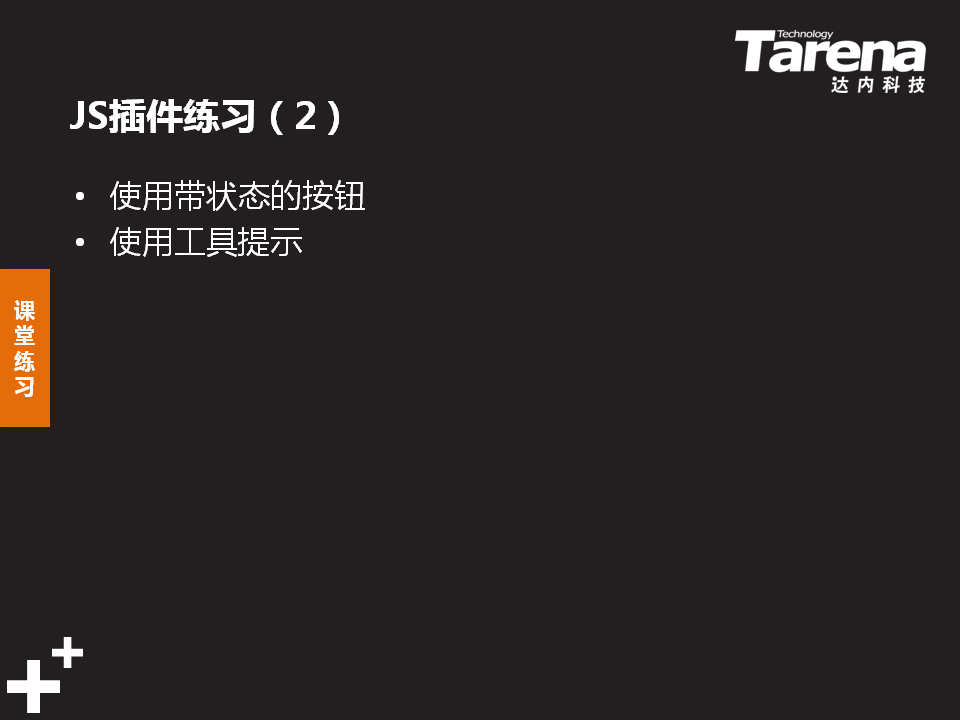 Technology
Tarena
达内科技
JS插件练习（2）
• 使用带状态的按钮
• 使用工具提示
课堂练习